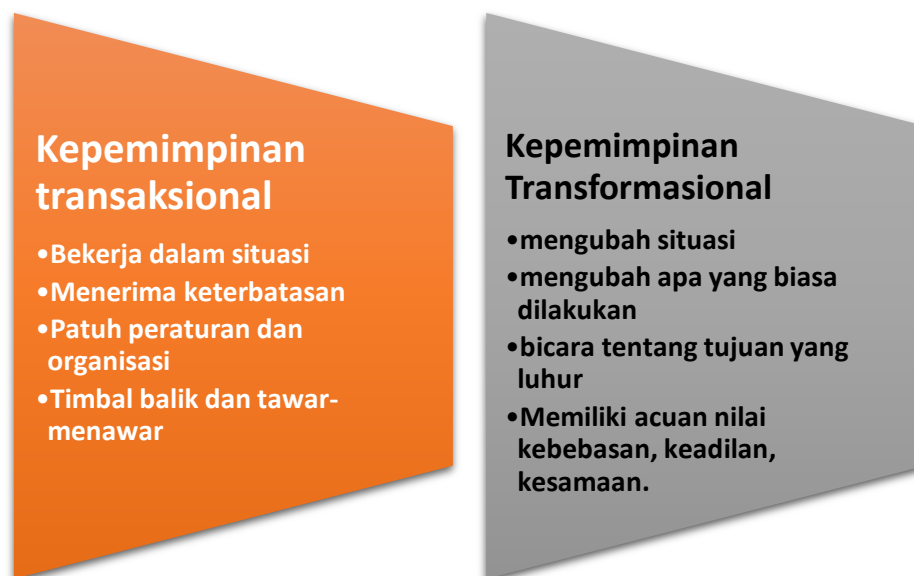 Kepemimpinan
transaksional
•Bekerja dalam situasi
•Menerima keterbatasan
•Patuh peraturan dan
organisasi
•Timbal balik dan tawar-
menawar
Kepemimpinan
Transformasional
•mengubah situasi
•mengubah apa yang biasa
dilakukan
•bicara tentang tujuan yang
luhur
•Memiliki acuan nilai
kebebasan, keadilan,
kesamaan.